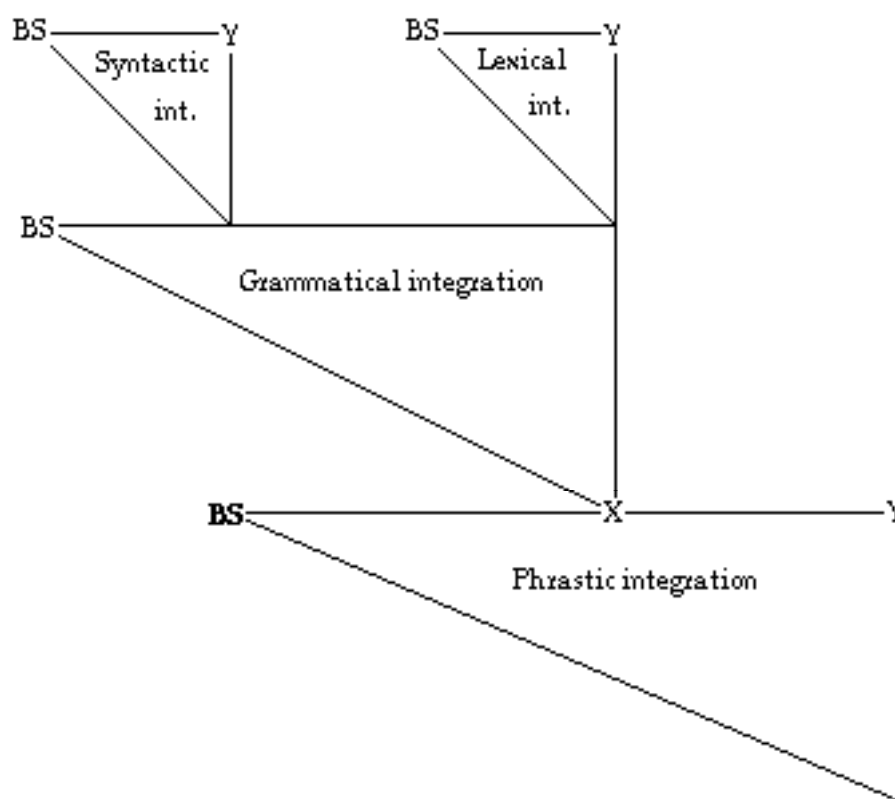 BS Y BS Y
Syntactic Lexical
int. int.
BS
Grammatical integration
BS X Y
Phrastic integration